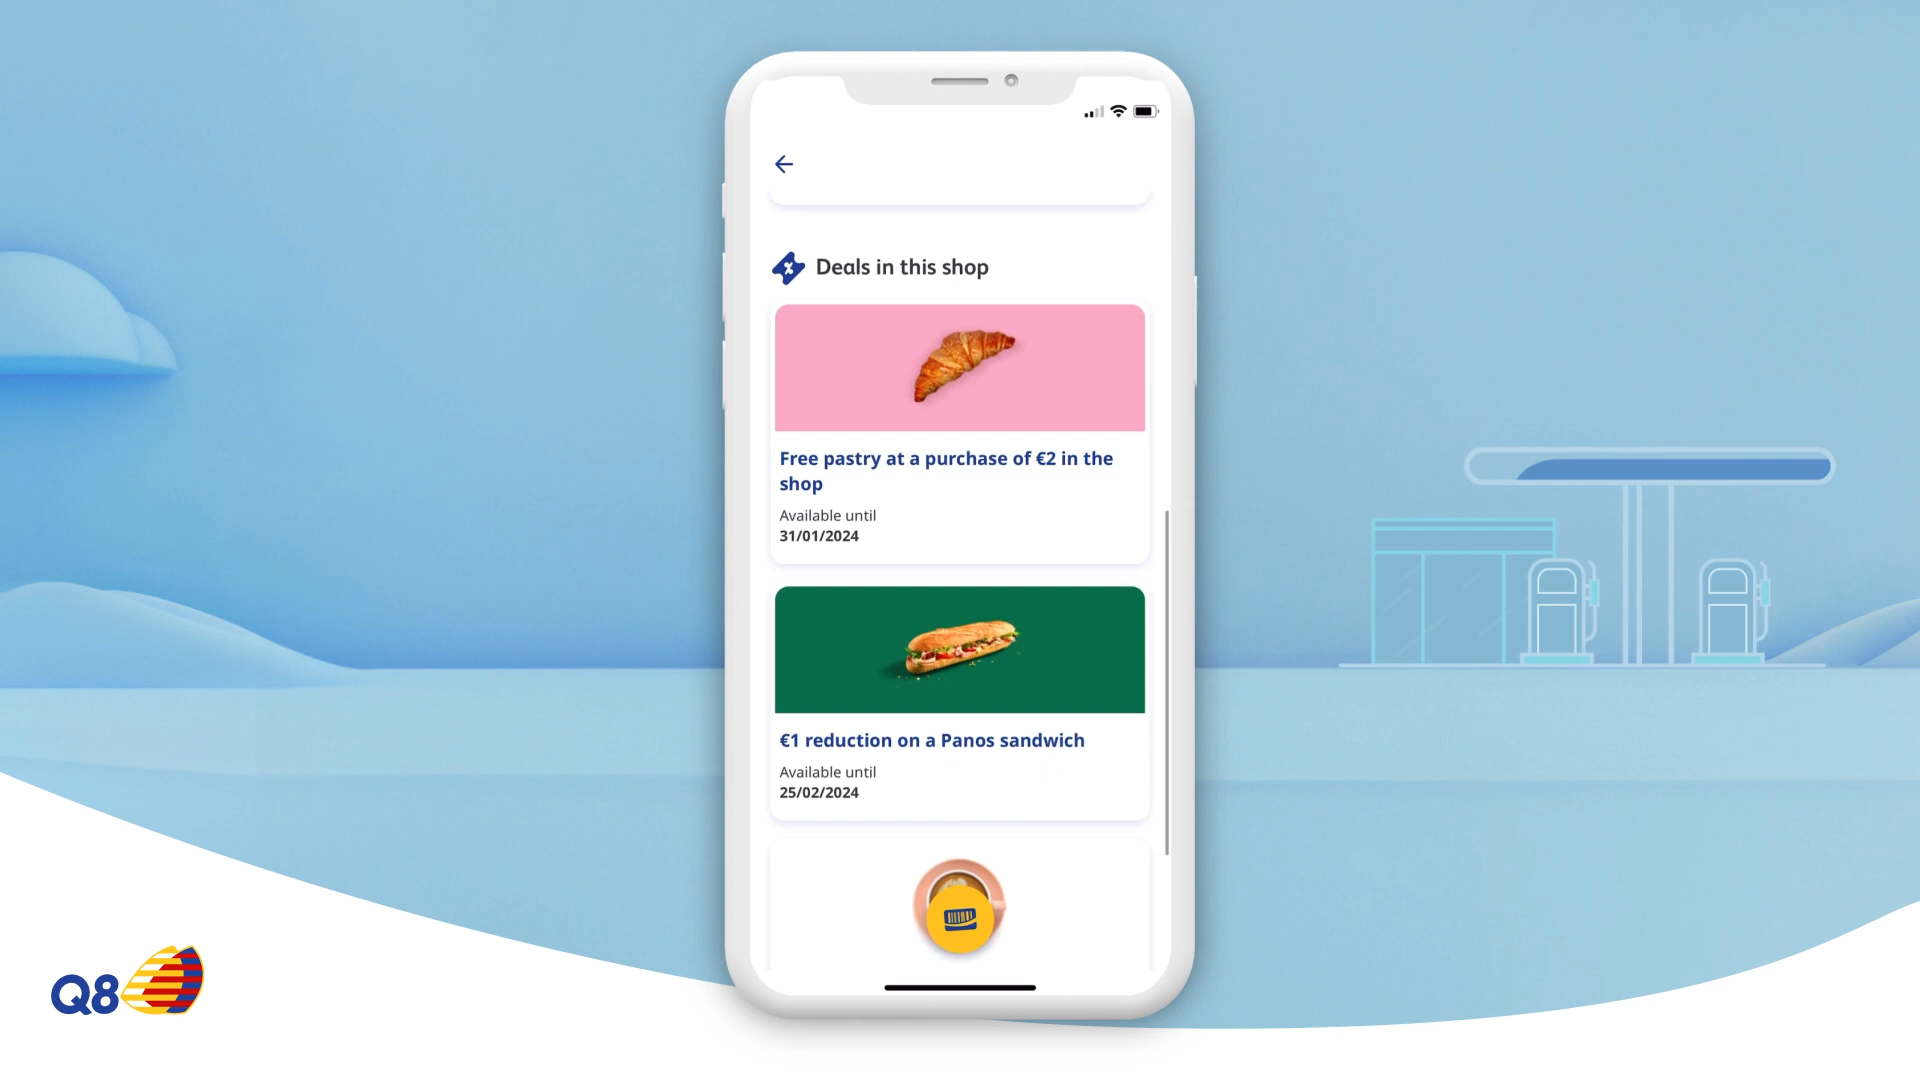 Deals in this shop
Free pastry at a purchase of €2 in the
shop
Available until
31/01/2024
€1 reduction on a Panos sandwich
Available until
25/02/2024
Q8